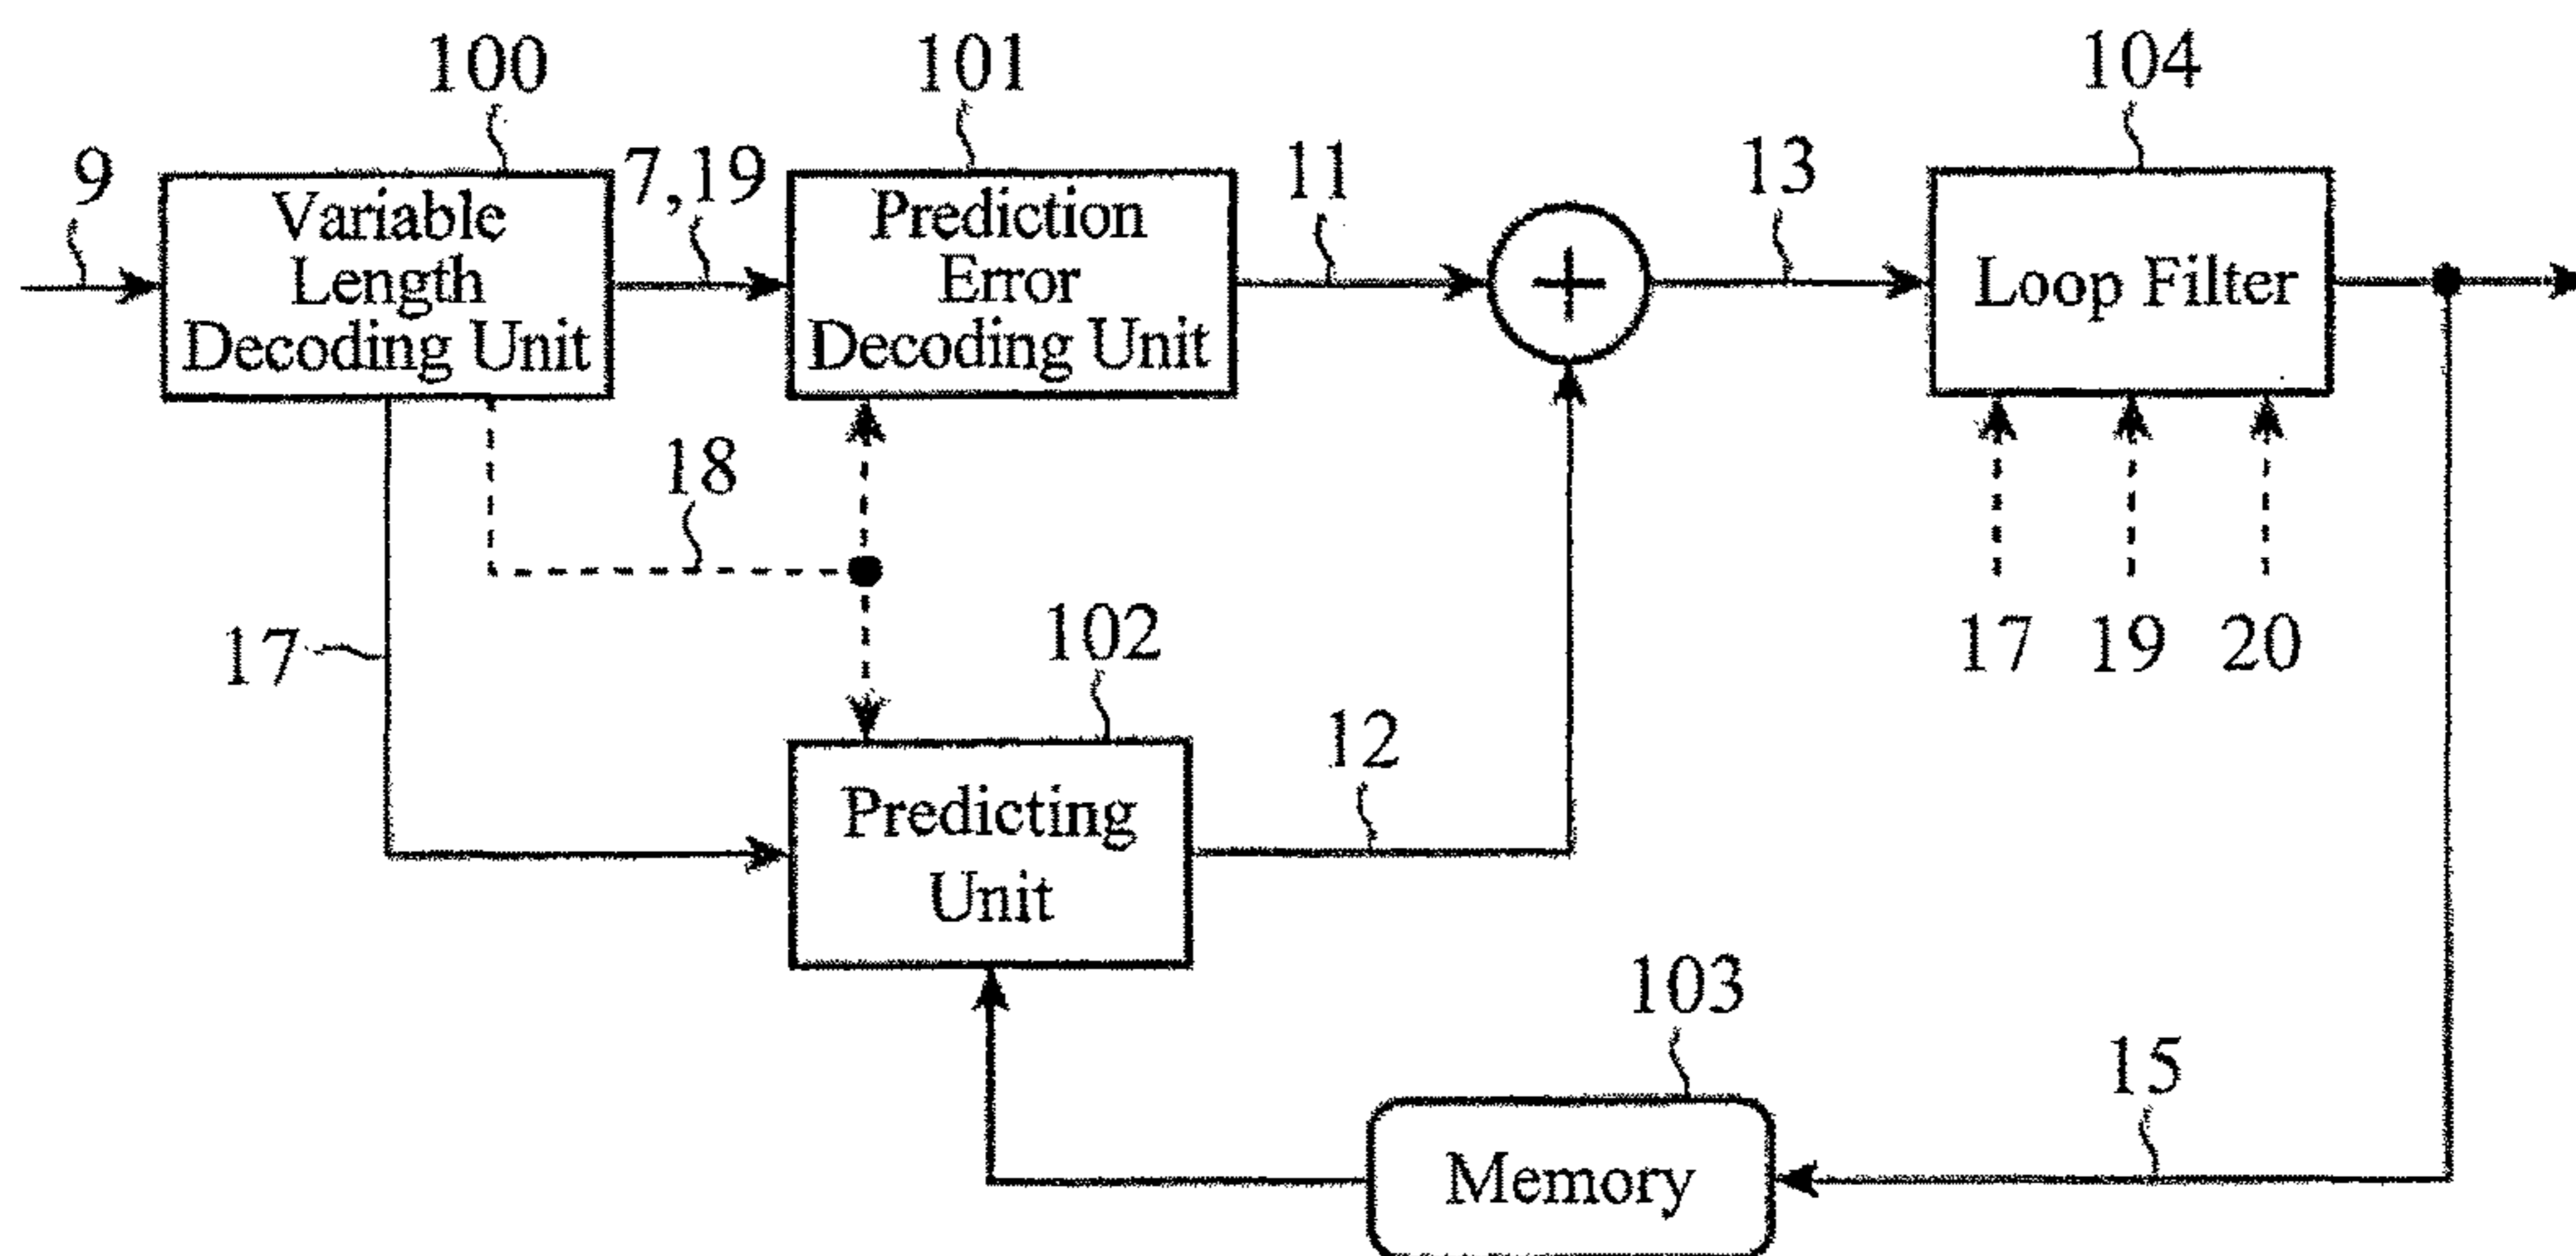 100
101
104
9
7,19
11
13
Variable
Length
Decoding Unit
Prediction
Error
Decoding Unit
+
Loop Filter
18
17
17
19
20
102
12
Predicting
Unit
103
15
Memory